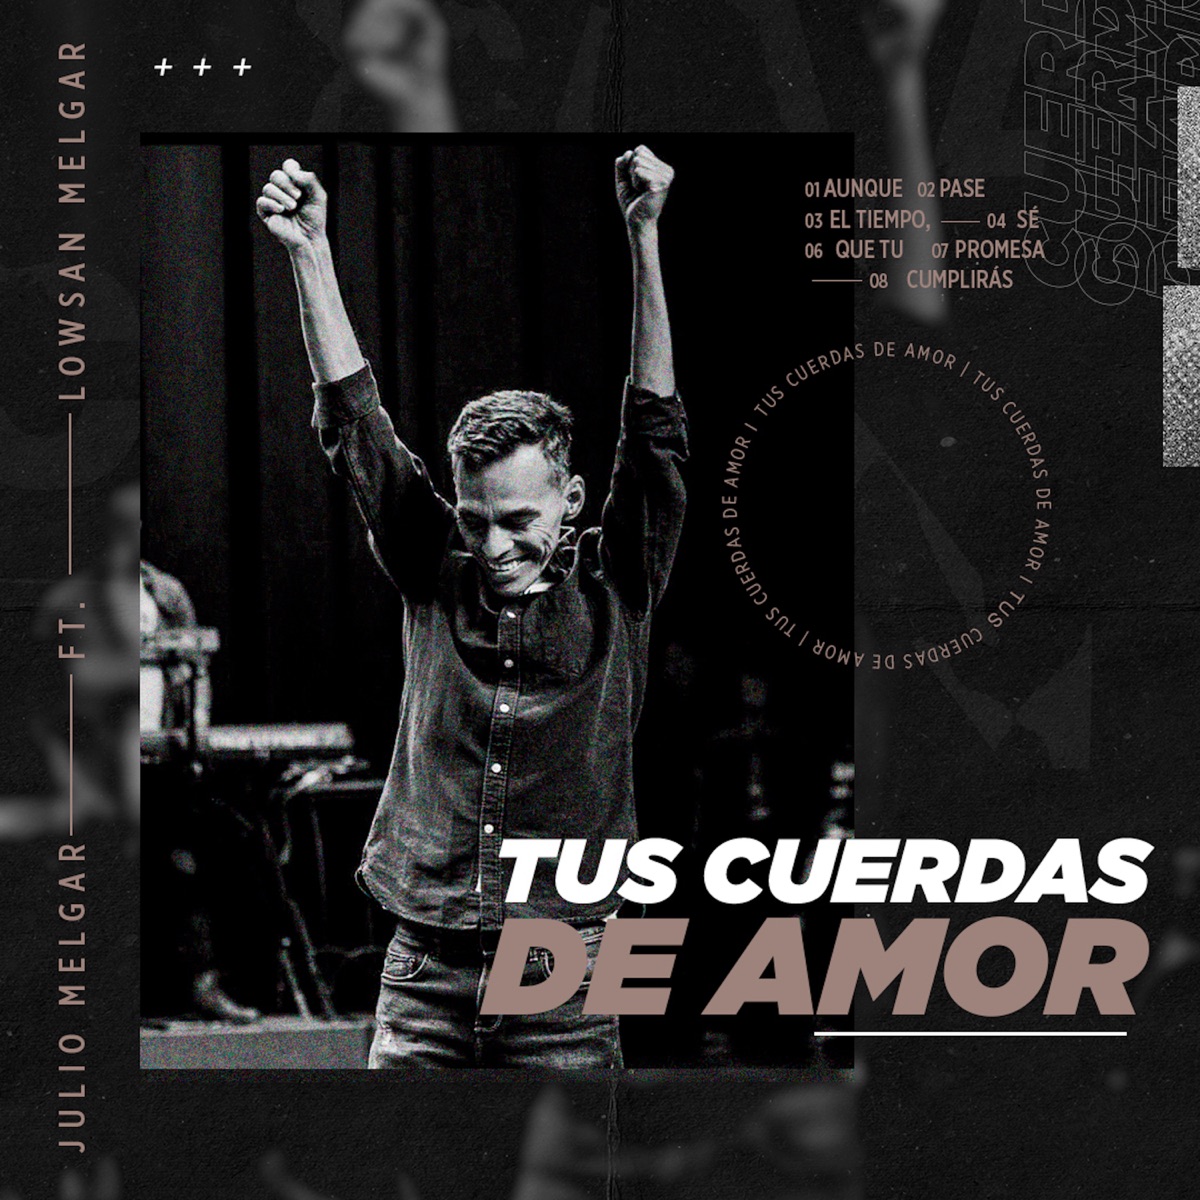 + + +
JULIO MELGAR — FT. — LOWSAN MELGAR
01 AUNQUE 02 PASE
03 EL TIEMPO, — 04 SÉ
06 QUE TU 07 PROMESA
— 08 CUMPLIRÁS
TUS CUERDAS DE AMOR | TUS CUERDAS DE AMOR | TUS CUERDAS DE AMOR | TUS CUERDAS DE AMOR |
TUS CUERDAS
DE AMOR